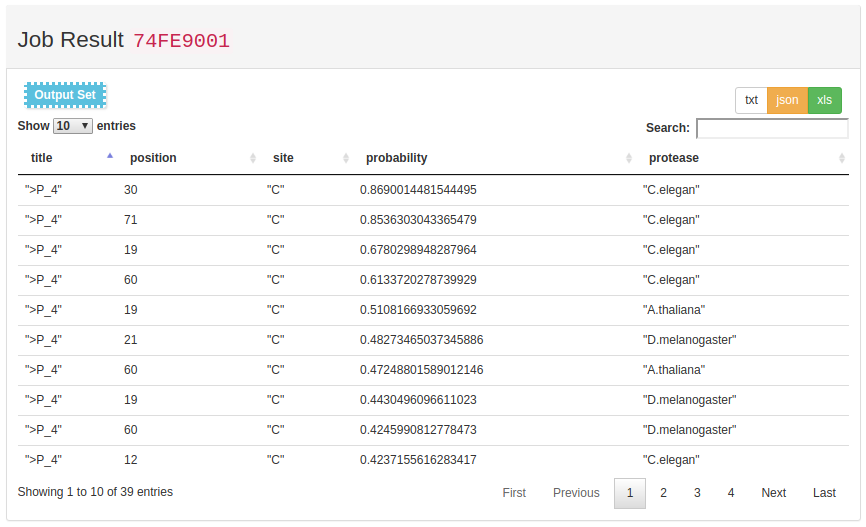 Job Result 74FE9001
Output Set
txt json xls
Show 10 entries
Search:
title position site probability protease
">P_4" 30 "C" 0.8690014481544495 "C.elegan"
">P_4" 71 "C" 0.8536303043365479 "C.elegan"
">P_4" 19 "C" 0.6780298948287964 "C.elegan"
">P_4" 60 "C" 0.6133720278739929 "C.elegan"
">P_4" 19 "C" 0.5108166933059692 "A.thaliana"
">P_4" 21 "C" 0.48273465037345886 "D.melanogaster"
">P_4" 60 "C" 0.47248801589012146 "A.thaliana"
">P_4" 19 "C" 0.4430496096611023 "D.melanogaster"
">P_4" 60 "C" 0.4245990812778473 "D.melanogaster"
">P_4" 12 "C" 0.4237155616283417 "C.elegan"
Showing 1 to 10 of 39 entries
First Previous 1 2 3 4 Next Last